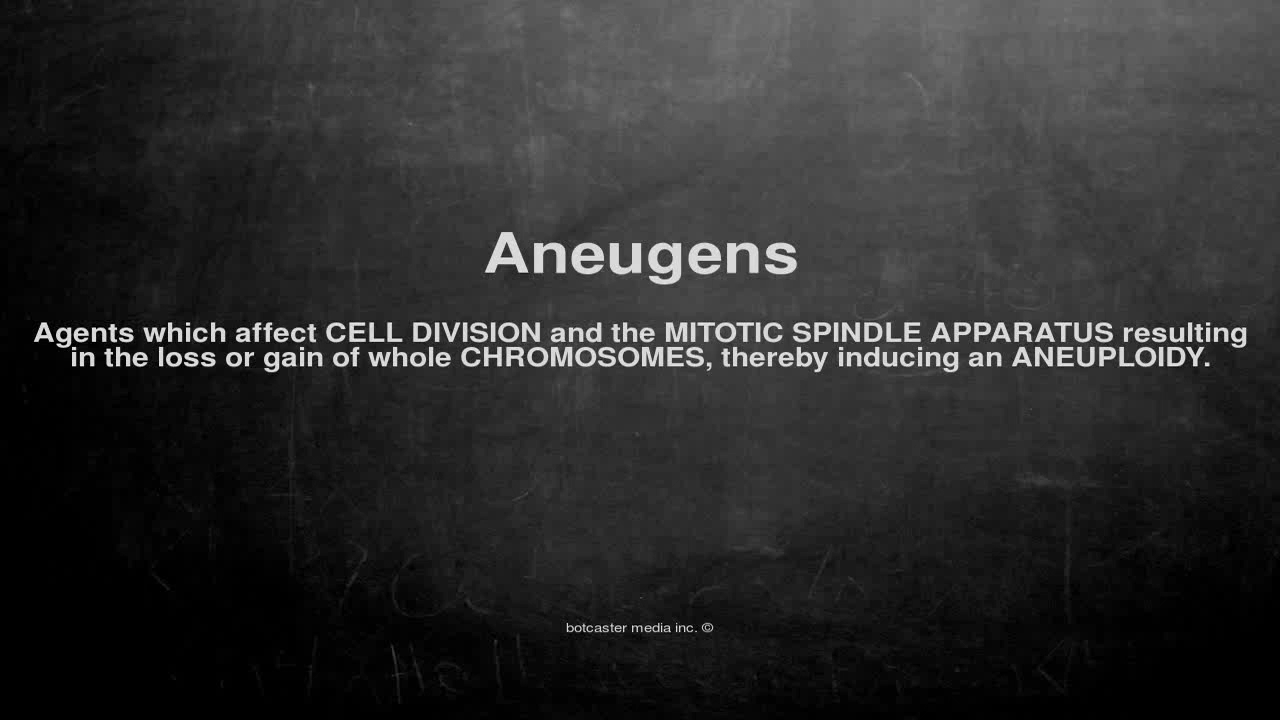 Aneugens
Agents which affect CELL DIVISION and the MITOTIC SPINDLE APPARATUS resulting
in the loss or gain of whole CHROMOSOMES, thereby inducing an ANEUPLOIDY.
botcaster media inc. ©